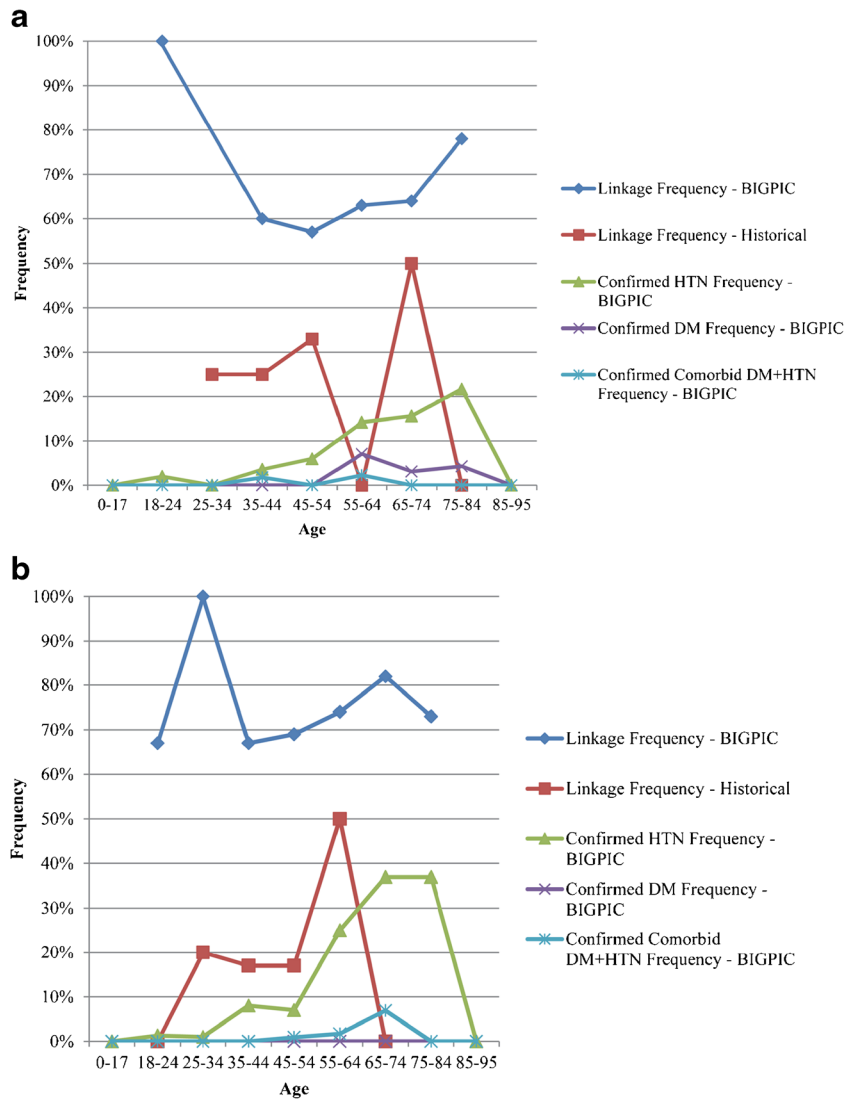 a
100%
90%
80%
70%
60%
50%
40%
30%
20%
10%
0%
Frequency
0-17 18-24 25-34 35-44 45-54 55-64 65-74 75-84 85-95
Age
Linkage Frequency - BIGPIC
Linkage Frequency - Historical
Confirmed HTN Frequency -
BIGPIC
Confirmed DM Frequency - BIGPIC
Confirmed Comorbid DM+HTN
Frequency - BIGPIC
b
100%
90%
80%
70%
60%
50%
40%
30%
20%
10%
0%
Frequency
0-17 18-24 25-34 35-44 45-54 55-64 65-74 75-84 85-95
Age
Linkage Frequency - BIGPIC
Linkage Frequency - Historical
Confirmed HTN Frequency -
BIGPIC
Confirmed DM Frequency -
BIGPIC
Confirmed Comorbid
DM+HTN Frequency - BIGPIC